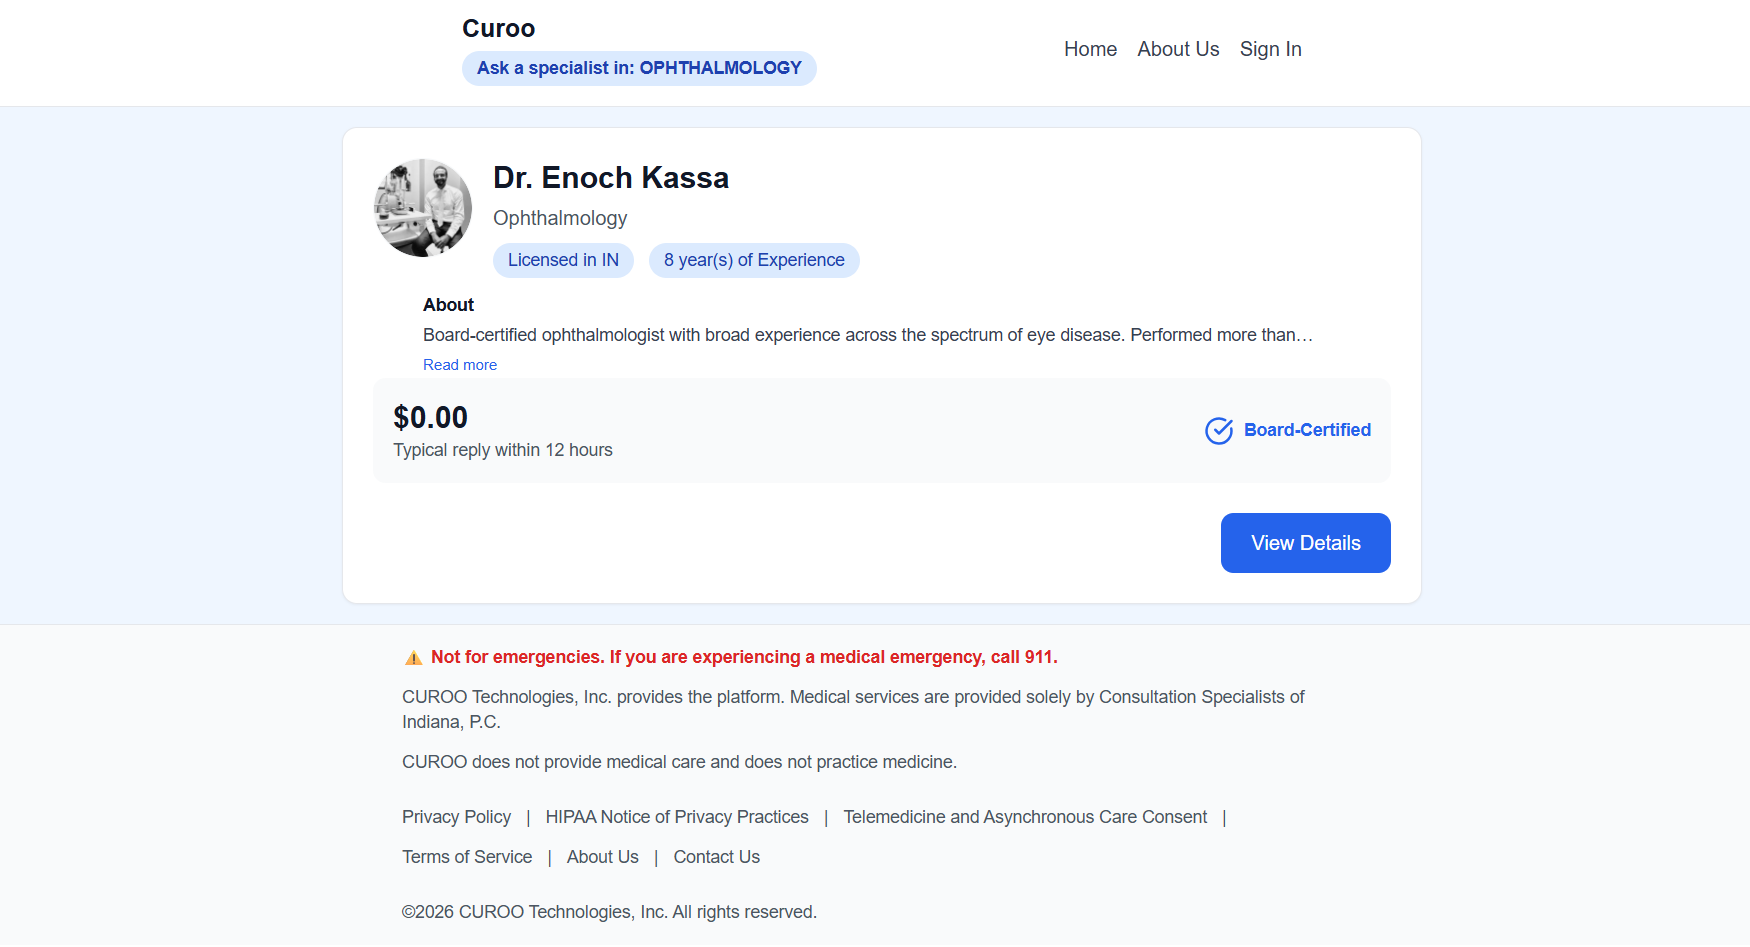 Curoo
Ask a specialist in: OPHTHALMOLOGY
Home About Us Sign In
Dr. Enoch Kassa
Ophthalmology
Licensed in IN 8 year(s) of Experience
About
Board-certified ophthalmologist with broad experience across the spectrum of eye disease. Performed more than…
Read more
$0.00
Typical reply within 12 hours
Board-Certified
View Details
⚠️ Not for emergencies. If you are experiencing a medical emergency, call 911.
CUROO Technologies, Inc. provides the platform. Medical services are provided solely by Consultation Specialists of
Indiana, P.C.
CUROO does not provide medical care and does not practice medicine.
Privacy Policy | HIPAA Notice of Privacy Practices | Telemedicine and Asynchronous Care Consent |
Terms of Service | About Us | Contact Us
©2026 CUROO Technologies, Inc. All rights reserved.